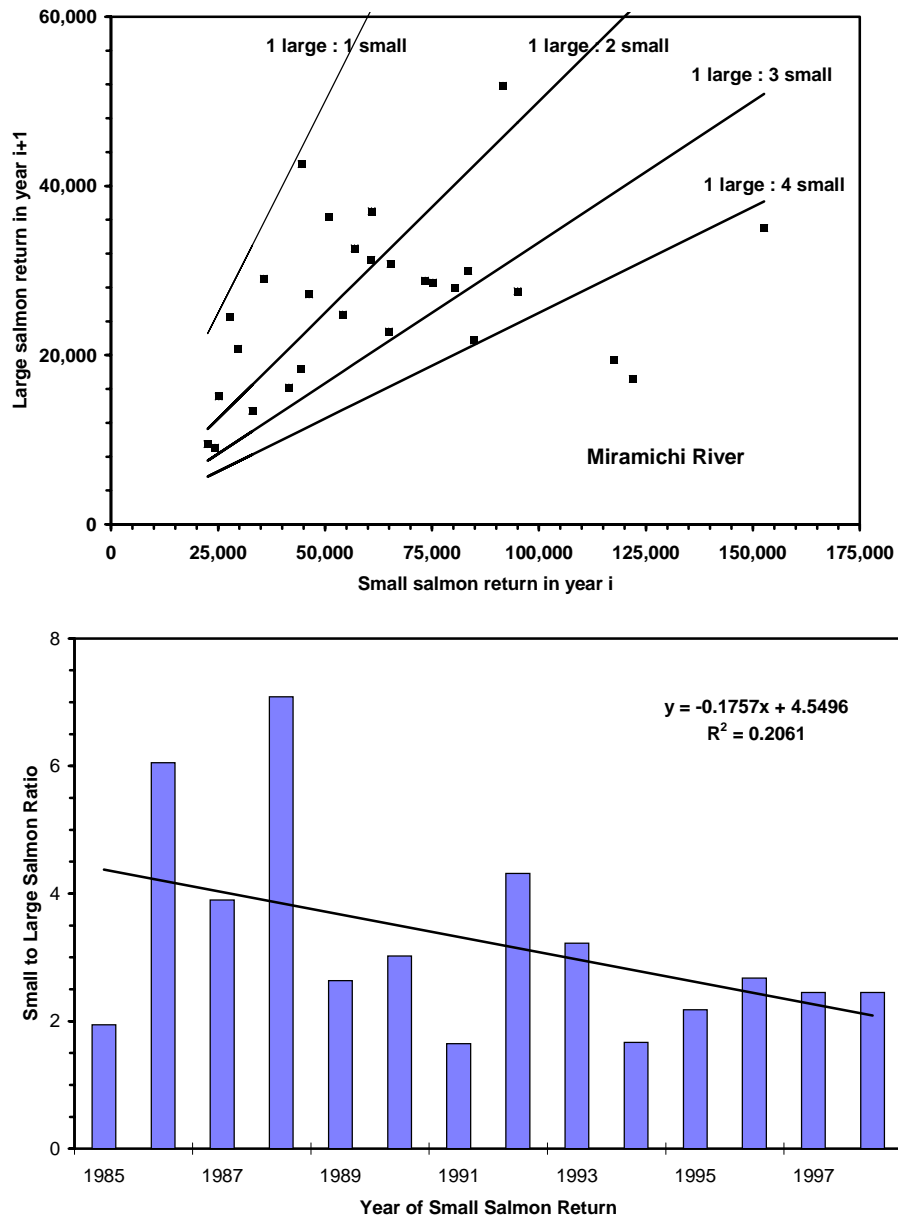 60,000
1 large : 1 small
1 large : 2 small
1 large : 3 small
40,000
1 large : 4 small
20,000
Miramichi River
0
0 25,000 50,000 75,000 100,000 125,000 150,000 175,000
Small salmon return in year i
Large salmon return in year i+1
8
y = -0.1757x + 4.5496
R² = 0.2061
6
4
2
0
1985 1987 1989 1991 1993 1995 1997
Year of Small Salmon Return
Small to Large Salmon Ratio